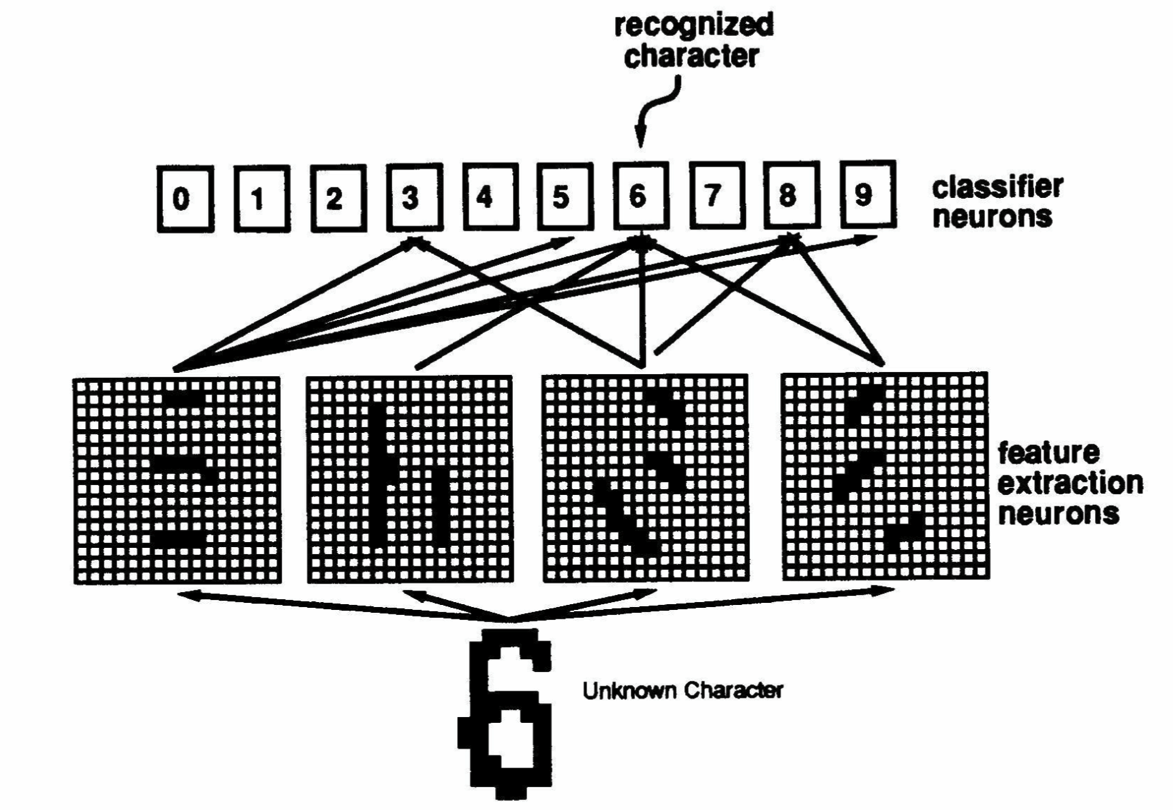 recognized
character
0 1 2 3 4 5 6 7 8 9
classifier
neurons
feature
extraction
neurons
6
Unknown Character